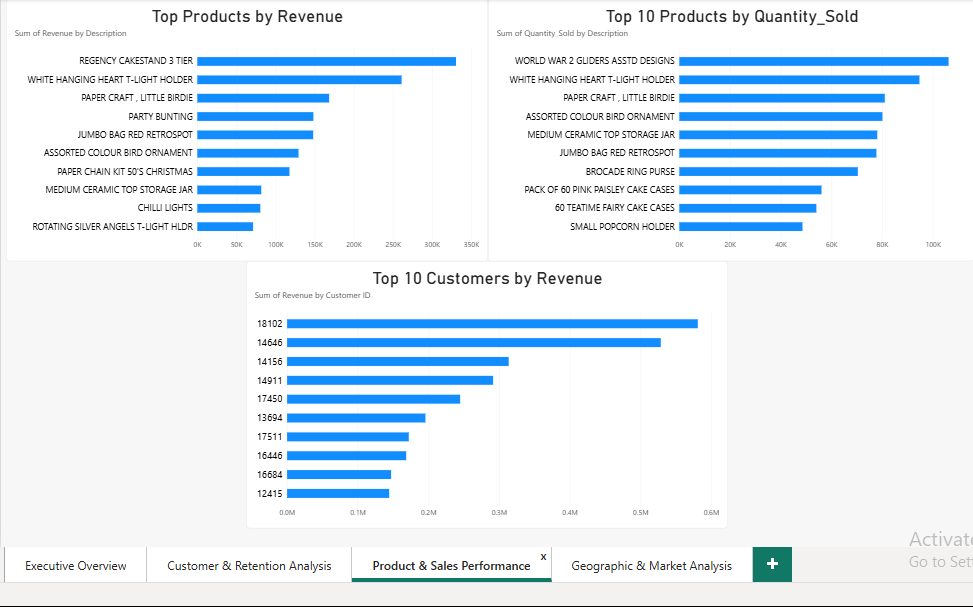 Top Products by Revenue
Sum of Revenue by Description
REGENCY CAKESTAND 3 TIER
WHITE HANGING HEART T-LIGHT HOLDER
PAPER CRAFT , LITTLE BIRDIE
PARTY BUNTING
JUMBO BAG RED RETROSPOT
ASSORTED COLOUR BIRD ORNAMENT
PAPER CHAIN KIT 50'S CHRISTMAS
MEDIUM CERAMIC TOP STORAGE JAR
CHILLI LIGHTS
ROTATING SILVER ANGELS T-LIGHT HLDR
0K 50K 100K 150K 200K 250K 300K 350K
Top 10 Products by Quantity_Sold
Sum of Quantity_Sold by Description
WORLD WAR 2 GLIDERS ASSTD DESIGNS
WHITE HANGING HEART T-LIGHT HOLDER
PAPER CRAFT , LITTLE BIRDIE
ASSORTED COLOUR BIRD ORNAMENT
MEDIUM CERAMIC TOP STORAGE JAR
JUMBO BAG RED RETROSPOT
BROCADE RING PURSE
PACK OF 60 PINK PAISLEY CAKE CASES
60 TEATIME FAIRY CAKE CASES
SMALL POPCORN HOLDER
0K 20K 40K 60K 80K 100K
Top 10 Customers by Revenue
Sum of Revenue by Customer ID
18102
14646
14156
14911
17450
13694
17511
16446
16684
12415
0.0M 0.1M 0.2M 0.3M 0.4M 0.5M 0.6M
Activate
Go to Set
Executive Overview
Customer & Retention Analysis
Product & Sales Performance
x
Geographic & Market Analysis
+